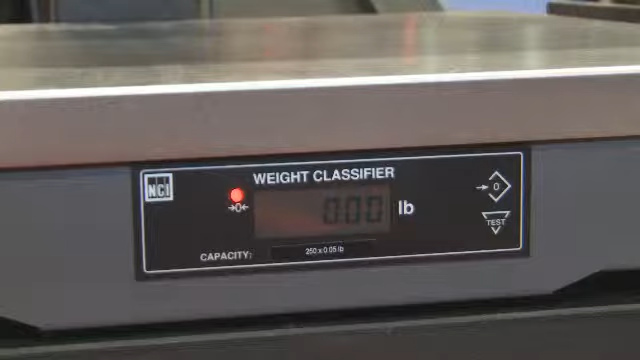 NCI
WEIGHT CLASSIFIER
→0←
0.00 lb
→0
TEST
CAPACITY: 250 x 0.05 lb